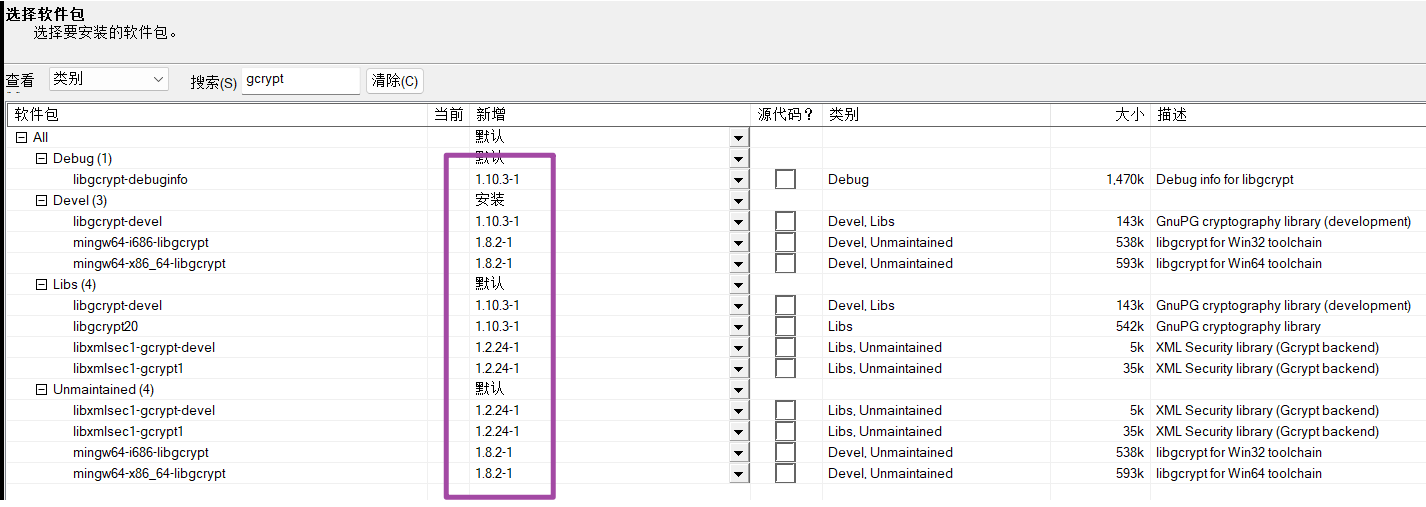 选择软件包
选择要安装的软件包。
查看 类别 搜索(S) gcrypt 清除(C)
软件包 当前 新增 源代码？ 类别 大小 描述
All 默认
Debug (1) 默认
libgcrypt-debuginfo 1.10.3-1 Debug 1,470k Debug info for libgcrypt
Devel (3) 安装
libgcrypt-devel 1.10.3-1 Devel, Libs 143k GnuPG cryptography library (development)
mingw64-i686-libgcrypt 1.8.2-1 Devel, Unmaintained 538k libgcrypt for Win32 toolchain
mingw64-x86_64-libgcrypt 1.8.2-1 Devel, Unmaintained 593k libgcrypt for Win64 toolchain
Libs (4) 默认
libgcrypt-devel 1.10.3-1 Devel, Libs 143k GnuPG cryptography library (development)
libgcrypt20 1.10.3-1 Libs 542k GnuPG cryptography library
libxmlsec1-gcrypt-devel 1.2.24-1 Libs, Unmaintained 5k XML Security library (Gcrypt backend)
libxmlsec1-gcrypt1 1.2.24-1 Libs, Unmaintained 35k XML Security library (Gcrypt backend)
Unmaintained (4) 默认
libxmlsec1-gcrypt-devel 1.2.24-1 Libs, Unmaintained 5k XML Security library (Gcrypt backend)
libxmlsec1-gcrypt1 1.2.24-1 Libs, Unmaintained 35k XML Security library (Gcrypt backend)
mingw64-i686-libgcrypt 1.8.2-1 Devel, Unmaintained 538k libgcrypt for Win32 toolchain
mingw64-x86_64-libgcrypt 1.8.2-1 Devel, Unmaintained 593k libgcrypt for Win64 toolchain